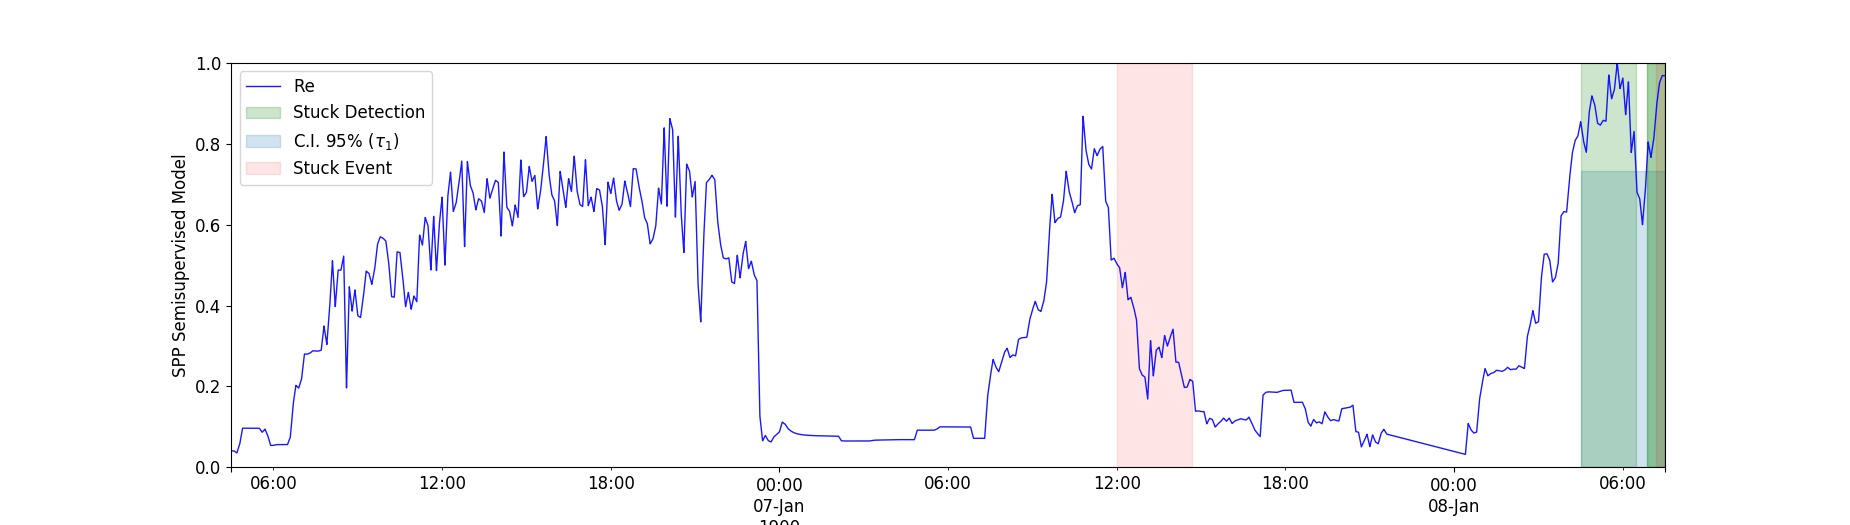 SPP Semisupervised Model
1.0
0.8
0.6
0.4
0.2
0.0
Re
Stuck Detection
C.I. 95% (τ₁)
Stuck Event
06:00
12:00
18:00
00:00
07-Jan
1900
06:00
12:00
18:00
00:00
08-Jan
06:00